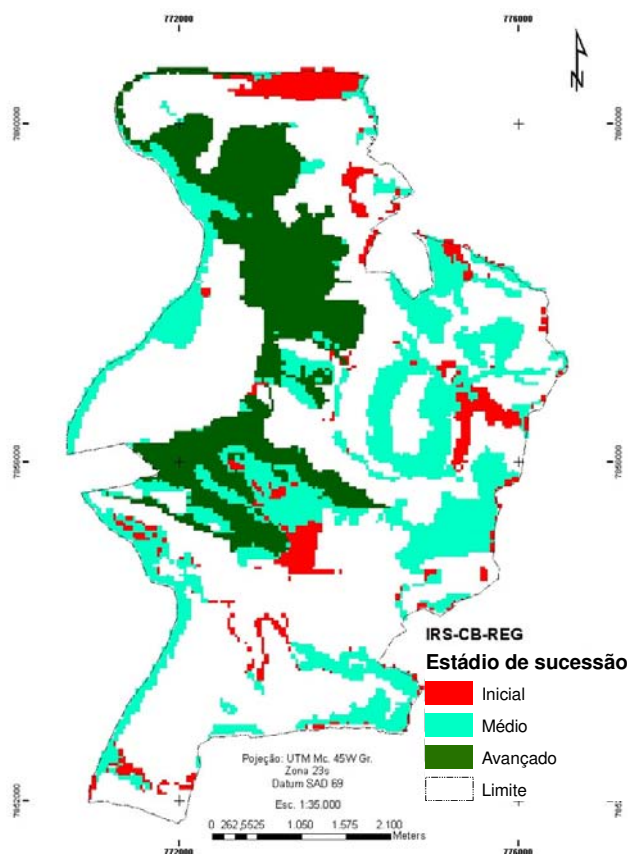 772000 776000
N
IRS-CB-REG
Estádio de sucessão
Inicial
Médio
Avançado
Limite
Pojeção: UTM Mc. 45W Gr.
Zona 23s
Datum SAD 69
Esc. 1:35.000
0 262,5525 1.050 1.575 2.100
Meters
772000 776000